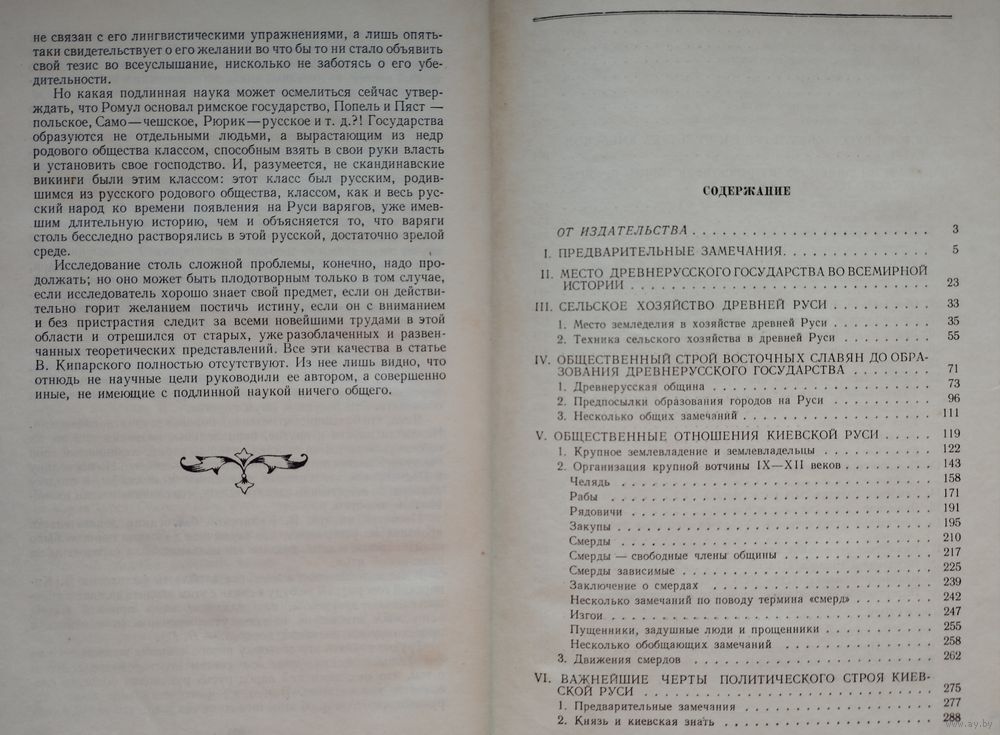 не связан с его лингвистическими упражнениями, а лишь опять-
таки свидетельствует о его желании во что бы то ни стало объявить
свой тезис во всеуслышание, нисколько не заботясь о его убе-
дительности.
Но какая подлинная наука может осмелиться сейчас утвер-
ждать, что Ромул основал римское государство, Попель и Пяст —
польское, Само — чешское, Рюрик — русское и т. д.?! Государства
образуются не отдельными людьми, а вырастающим из недр
родового общества классом, способным взять в свои руки власть
и установить свое господство. И, разумеется, не скандинавские
викинги были этим классом: этот класс был русским, родив-
шимся из русского родового общества, классом, как и весь рус-
ский народ ко времени появления на Руси варягов, уже имев-
шим длительную историю, чем и объясняется то, что варяги
столь бесследно растворялись в этой русской, достаточно зрелой
среде.
Исследование столь сложной проблемы, конечно, надо про-
должать; но оно может быть плодотворным только в том случае,
если исследователь хорошо знает свой предмет, если он действи-
тельно горит желанием постичь истину, если он с вниманием
и без пристрастия следит за всеми новейшими трудами в этой
области и отрешился от старых, уже разоблаченных и развен-
чанных теоретических представлений. Все эти качества в статье
В. Кипарского полностью отсутствуют. Из нее лишь видно, что
отнюдь не научные цели руководили ее автором, а совершенно
иные, не имеющие с подлинной наукой ничего общего.
СОДЕРЖАНИЕ
ОТ ИЗДАТЕЛЬСТВА . . . 3
I. ПРЕДВАРИТЕЛЬНЫЕ ЗАМЕЧАНИЯ . . . 5
II. МЕСТО ДРЕВНЕРУССКОГО ГОСУДАРСТВА ВО ВСЕМИРНОЙ
ИСТОРИИ . . . 23
III. СЕЛЬСКОЕ ХОЗЯЙСТВО ДРЕВНЕЙ РУСИ . . . 33
1. Место земледелия в хозяйстве древней Руси . . . 35
2. Техника сельского хозяйства в древней Руси . . . 55
IV. ОБЩЕСТВЕННЫЙ СТРОЙ ВОСТОЧНЫХ СЛАВЯН ДО ОБРА-
ЗОВАНИЯ ДРЕВНЕРУССКОГО ГОСУДАРСТВА . . . 71
1. Древнерусская община . . . 73
2. Предпосылки образования городов на Руси . . . 96
3. Несколько общих замечаний . . . 111
V. ОБЩЕСТВЕННЫЕ ОТНОШЕНИЯ КИЕВСКОЙ РУСИ . . . 119
1. Крупное землевладение и землевладельцы . . . 122
2. Организация крупной вотчины IX—XII веков . . . 143
Челядь . . . 158
Рабы . . . 171
Рядовичи . . . 191
Закупы . . . 195
Смерды . . . 210
Смерды — свободные члены общины . . . 217
Смерды зависимые . . . 225
Заключение о смердах . . . 239
Несколько замечаний по поводу термина «смерд» . . . 242
Изгои . . . 247
Пущенники, задушные люди и прощенники . . . 255
Несколько обобщающих замечаний . . . 258
3. Движения смердов . . . 262
VI. ВАЖНЕЙШИЕ ЧЕРТЫ ПОЛИТИЧЕСКОГО СТРОЯ КИЕВ-
СКОЙ РУСИ . . . 275
1. Предварительные замечания . . . 277
2. Князь и киевская знать . . . 288
www.ay.by